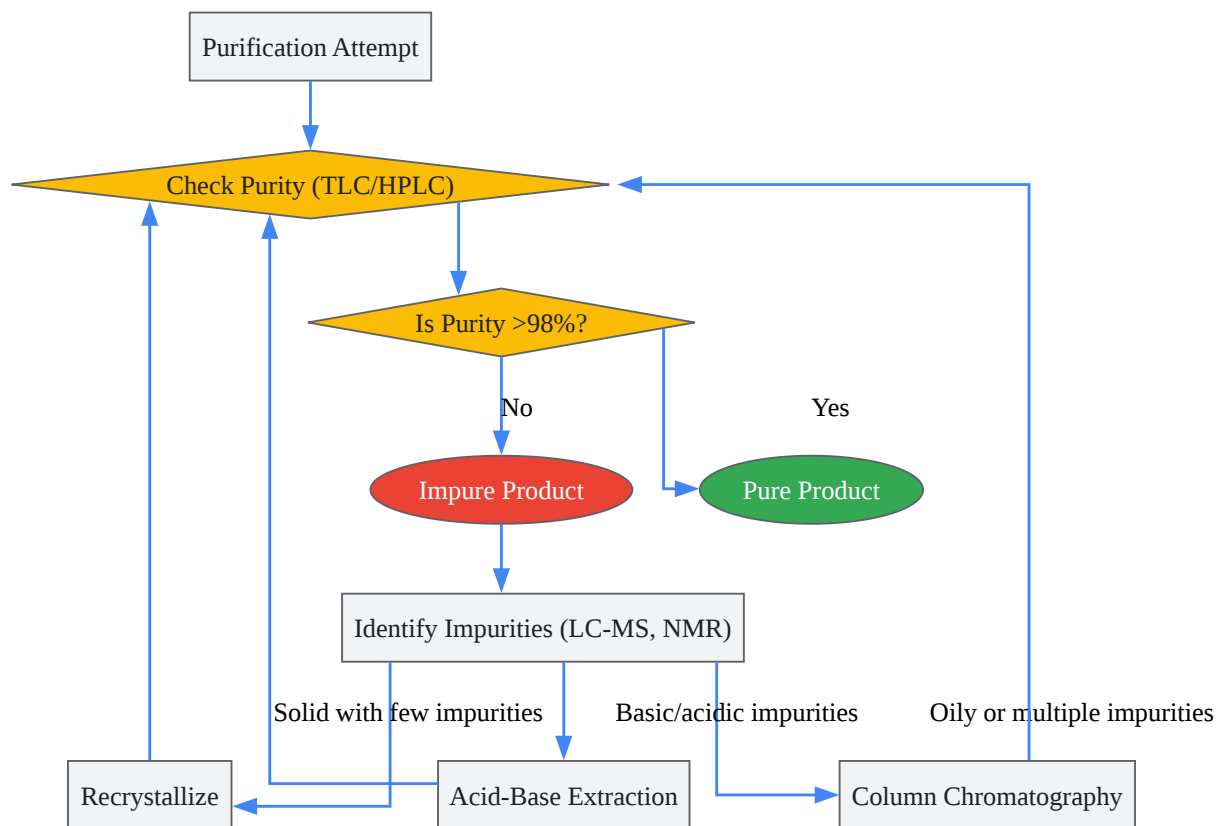 Purification Attempt
Check Purity (TLC/HPLC)
Is Purity >98%?
No
Yes
Impure Product
Pure Product
Identify Impurities (LC-MS, NMR)
Solid with few impurities
Basic/acidic impurities
Oily or multiple impurities
Recrystallize
Acid-Base Extraction
Column Chromatography